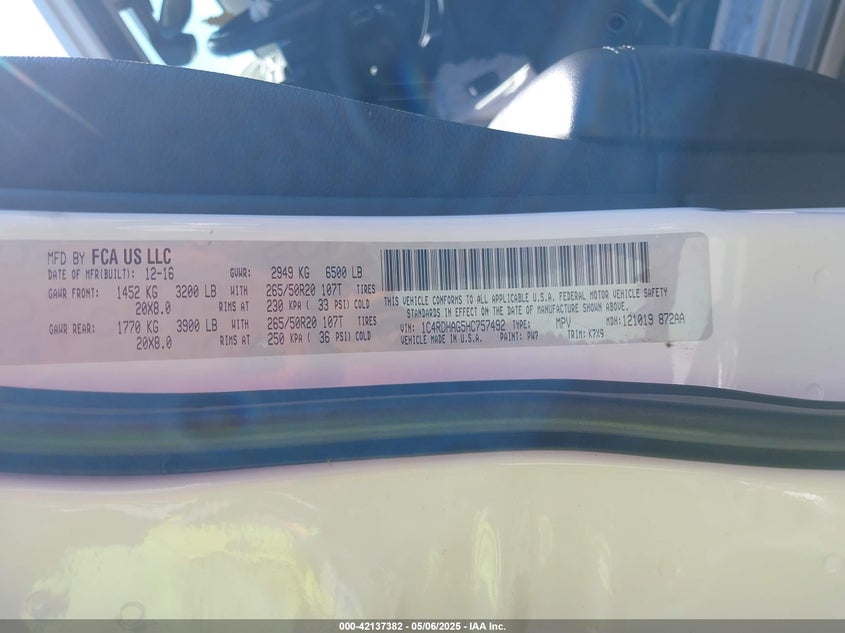 MFD BY FCA US LLC
DATE OF MFR(BUILT): 12-16 GVWR: 2949 KG 6500 LB
GAWR FRONT: 1452 KG 3200 LB WITH 265/50R20 107T TIRES
20X8.0 RIMS AT 230 KPA ( 33 PSI) COLD
GAWR REAR: 1770 KG 3900 LB WITH 265/50R20 107T TIRES
20X8.0 RIMS AT 250 KPA ( 36 PSI) COLD
THIS VEHICLE CONFORMS TO ALL APPLICABLE U.S.A. FEDERAL MOTOR VEHICLE SAFETY
STANDARDS IN EFFECT ON THE DATE OF MANUFACTURE SHOWN ABOVE.
VIN: 1C4RDHAG5HC757492 TYPE: MPV MDH: 121019 872AA
VEHICLE MADE IN U.S.A. PAINT: PW7 TRIM: K7X9
000-42137382 - 05/06/2025 - IAA Inc.